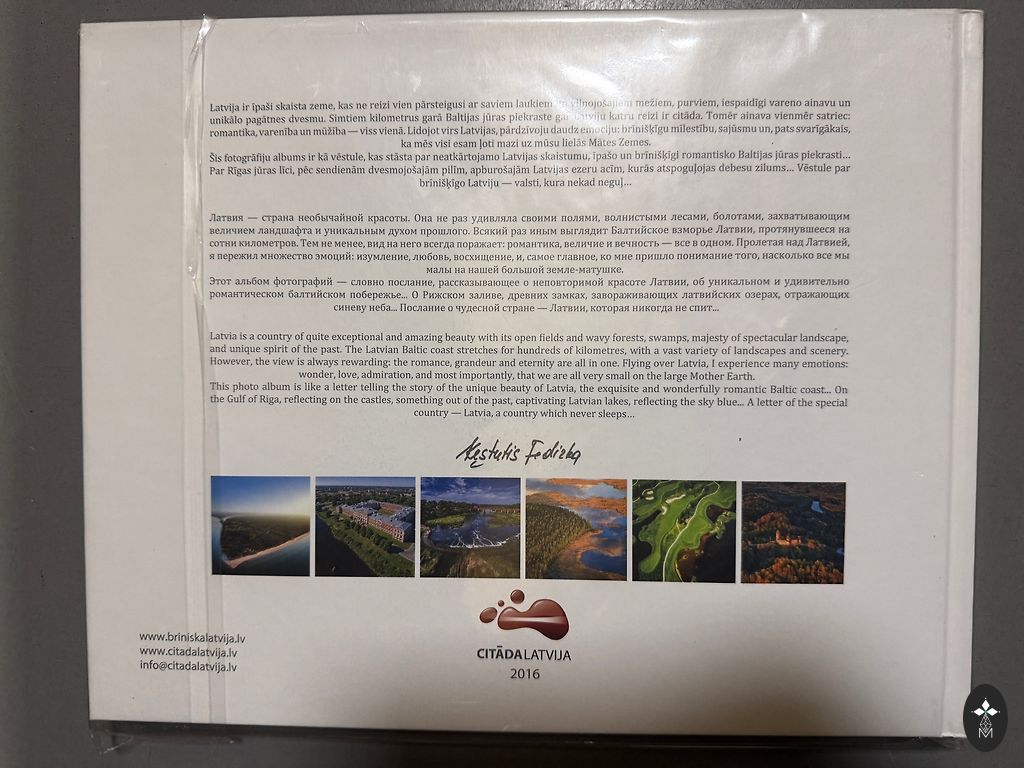 Latvija ir īpaši skaista zeme, kas ne reizi vien pārsteigusi ar saviem laukiem un viļņojošajiem mežiem, purviem, iespaidīgi vareno ainavu un
unikālo pagātnes dvesmu. Simtiem kilometrus garā Baltijas jūras piekraste gar Latviju katru reizi ir citāda. Tomēr ainava vienmēr satriec:
romantika, varenība un mūžība — viss vienā. Lidojot virs Latvijas, pārdzīvoju daudz emociju: brīnišķīgu mīlestību, sajūsmu un, pats svarīgākais,
ka mēs visi esam ļoti mazi uz mūsu lielās Mātes Zemes.
Šis fotogrāfiju albums ir kā vēstule, kas stāsta par neatkārtojamo Latvijas skaistumu, īpašo un brīnišķīgi romantisko Baltijas jūras piekrasti...
Par Rīgas jūras līci, pēc sendienām dvesmojošajām pilīm, apburošajām Latvijas ezeru acīm, kurās atspoguļojas debesu zilums... Vēstule par
brīnišķīgo Latviju — valsti, kura nekad neguļ...
Латвия — страна необычайной красоты. Она не раз удивляла своими полями, волнистыми лесами, болотами, захватывающим
величием ландшафта и уникальным духом прошлого. Всякий раз иным выглядит Балтийское взморье Латвии, протянувшееся на
сотни километров. Тем не менее, вид на него всегда поражает: романтика, величие и вечность — все в одном. Пролетая над Латвией,
я пережил множество эмоций: изумление, любовь, восхищение, и, самое главное, ко мне пришло понимание того, насколько все мы
малы на нашей большой земле-матушке.
Этот альбом фотографий — словно послание, рассказывающее о неповторимой красоте Латвии, об уникальном и удивительно
романтическом балтийском побережье... О Рижском заливе, древних замках, завораживающих латвийских озерах, отражающих
синеву неба... Послание о чудесной стране — Латвии, которая никогда не спит...
Latvia is a country of quite exceptional and amazing beauty with its open fields and wavy forests, swamps, majesty of spectacular landscape,
and unique spirit of the past. The Latvian Baltic coast stretches for hundreds of kilometres, with a vast variety of landscapes and scenery.
However, the view is always rewarding: the romance, grandeur and eternity are all in one. Flying over Latvia, I experience many emotions:
wonder, love, admiration, and most importantly, that we are all very small on the large Mother Earth.
This photo album is like a letter telling the story of the unique beauty of Latvia, the exquisite and wonderfully romantic Baltic coast... On
the Gulf of Riga, reflecting on the castles, something out of the past, captivating Latvian lakes, reflecting the sky blue... A letter of the special
country — Latvia, a country which never sleeps...
Kęstutis Fedirka
www.briniskalatvija.lv
www.citadalatvija.lv
info@citadalatvija.lv
CITĀDALATVIJA
2016
M